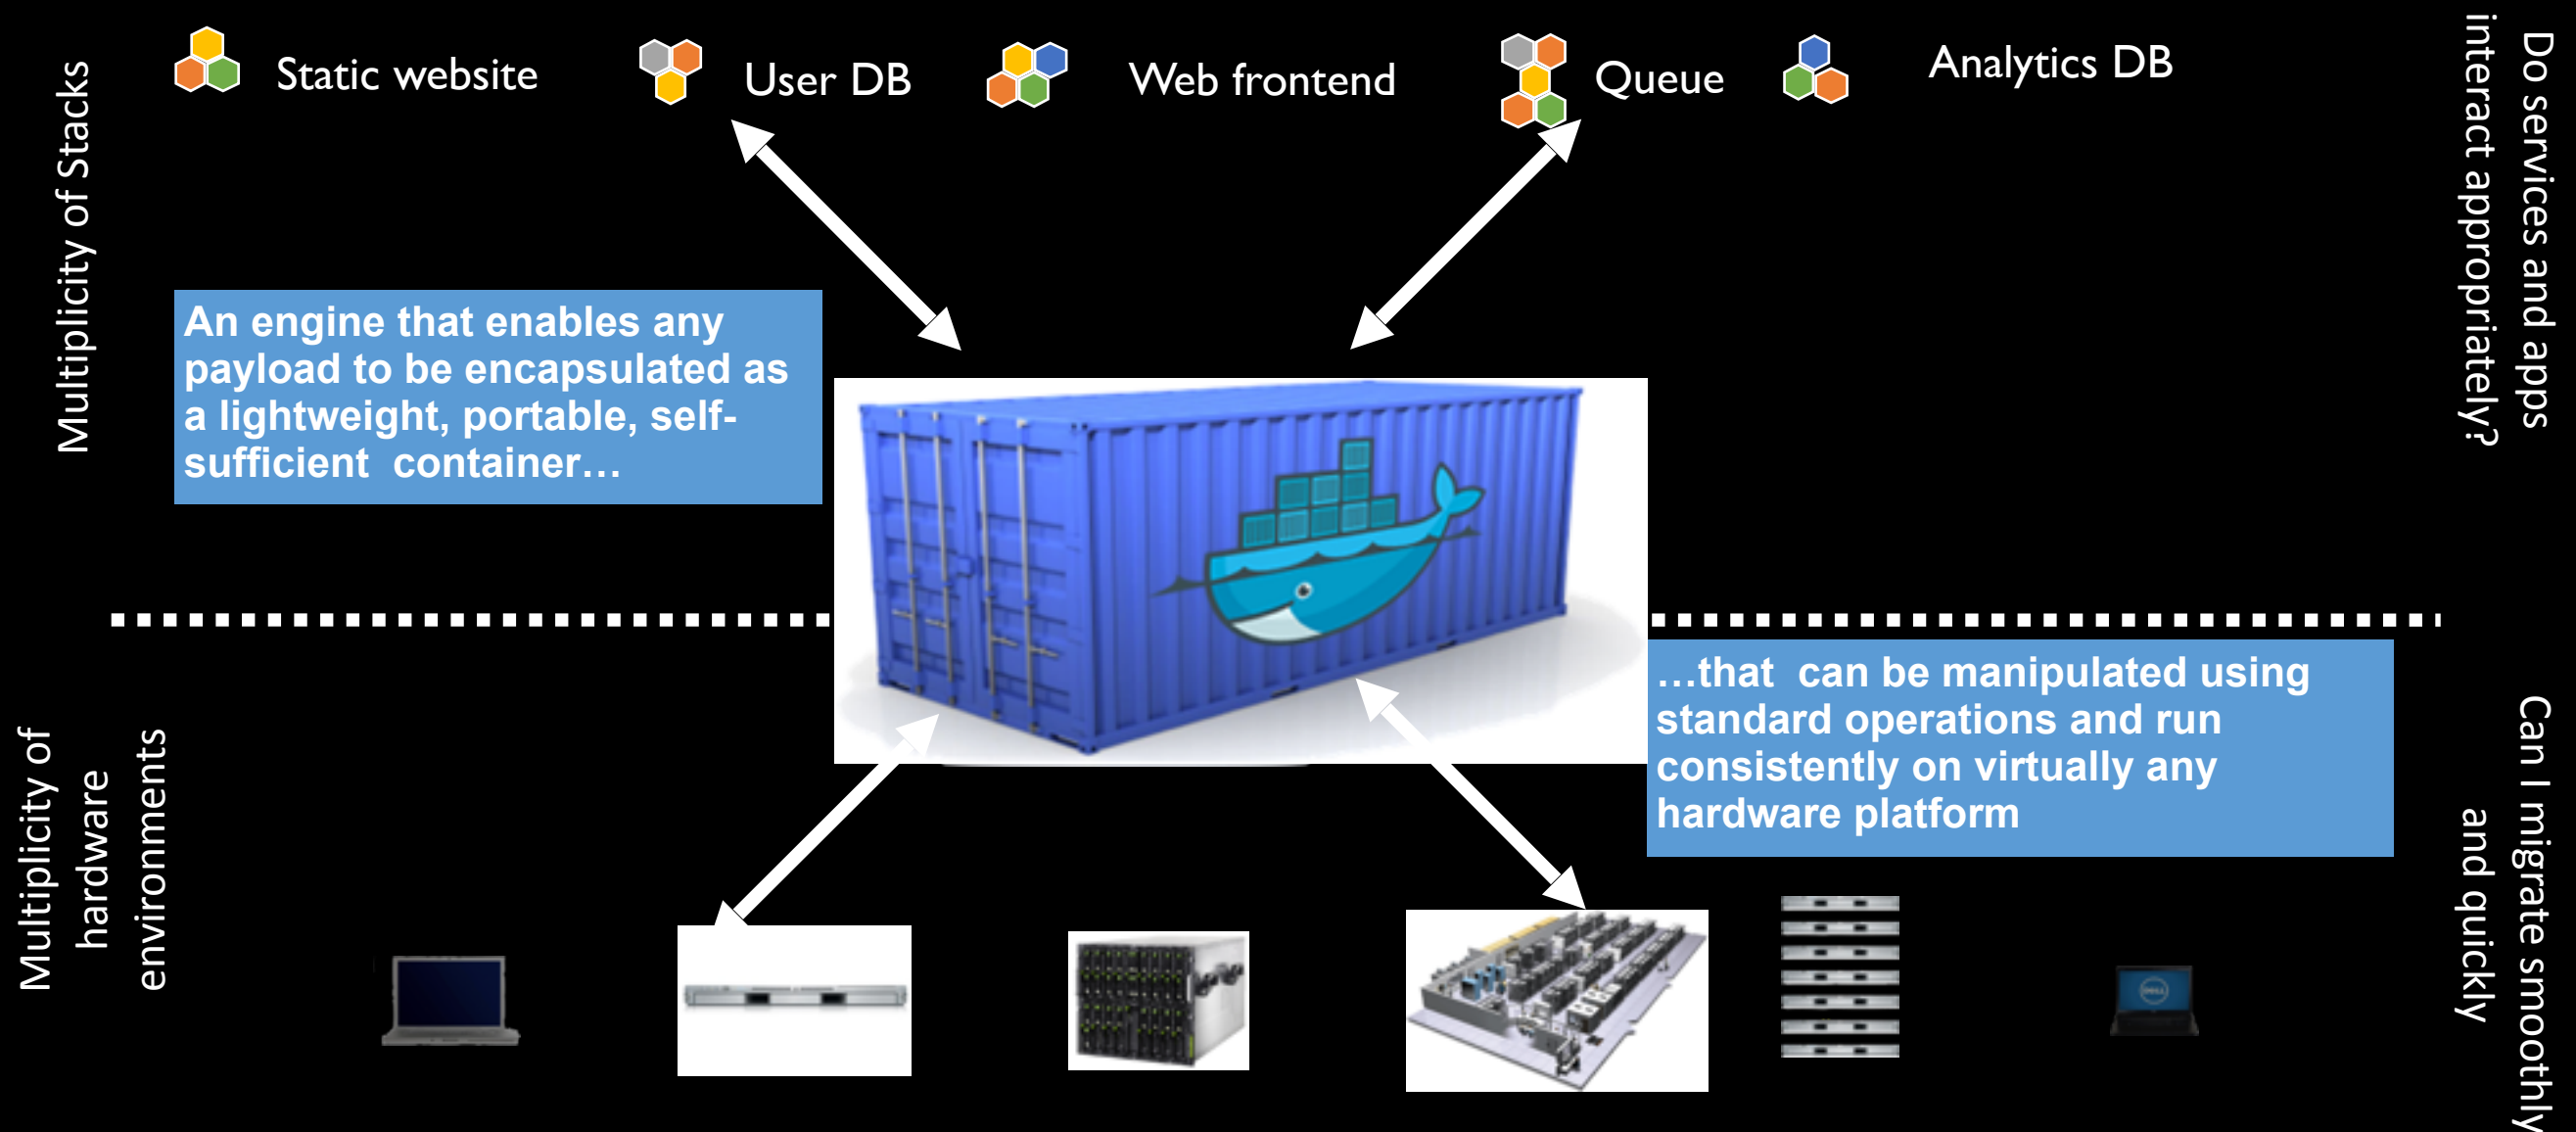 Static website
User DB
Web frontend
Queue
Analytics DB
Multiplicity of Stacks
Do services and apps
interact appropriately?
An engine that enables any
payload to be encapsulated as
a lightweight, portable, self-
sufficient container…
…that can be manipulated using
standard operations and run
consistently on virtually any
hardware platform
Multiplicity of
hardware
environments
Can I migrate smoothly
and quickly
DELL